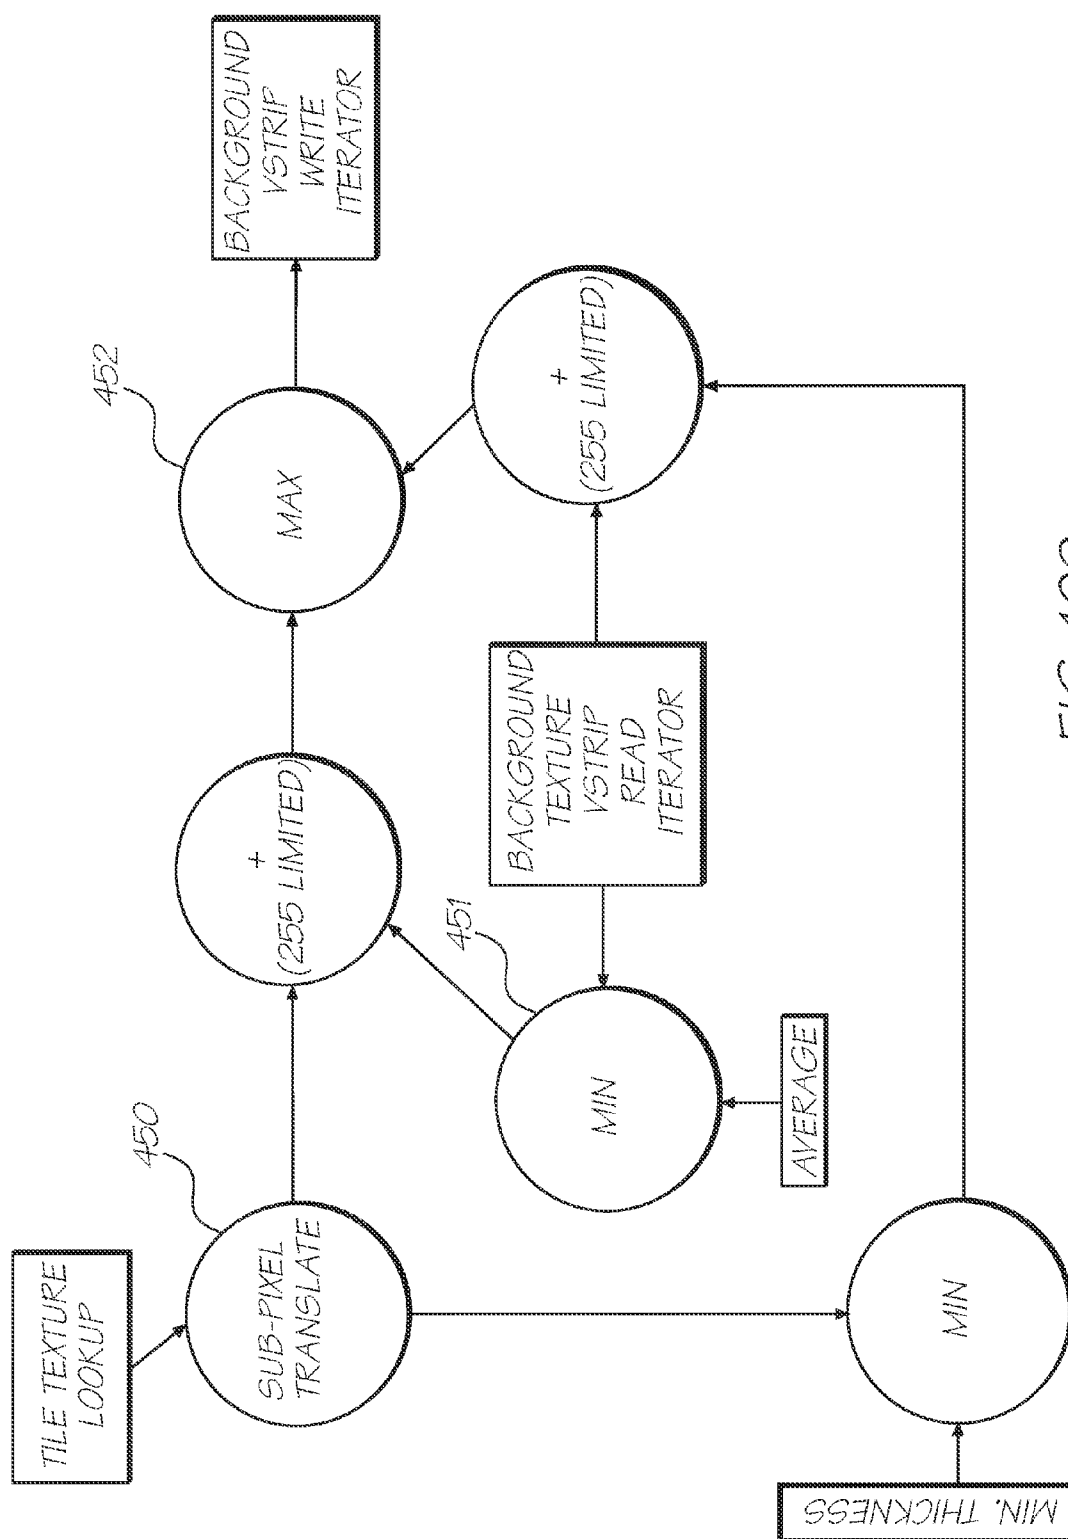 TILE TEXTURE
LOOKUP
450
SUB-PIXEL
TRANSLATE
+
(255 LIMITED)
452
MAX
BACKGROUND
VSTRIP
WRITE
ITERATOR
451
MIN
AVERAGE
BACKGROUND
TEXTURE
VSTRIP
READ
ITERATOR
+
(255 LIMITED)
MIN. THICKNESS
MIN
FIG.